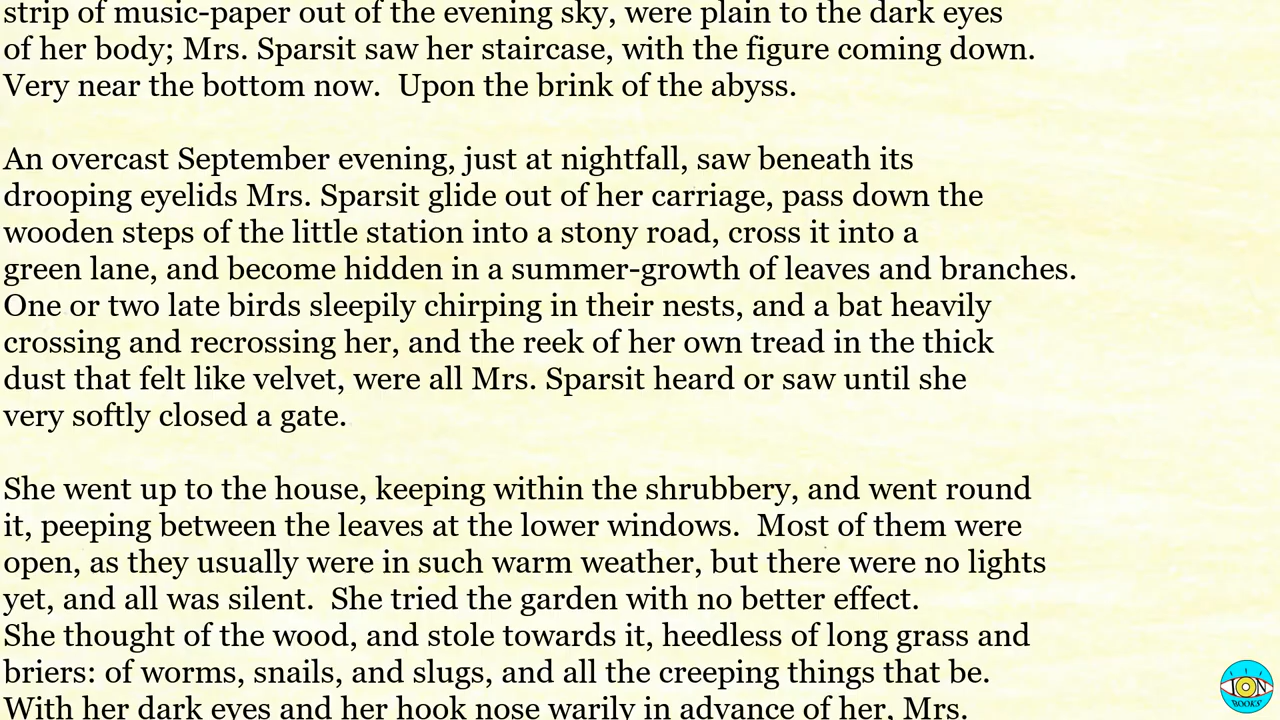 strip of music-paper out of the evening sky, were plain to the dark eyes
of her body; Mrs. Sparsit saw her staircase, with the figure coming down.
Very near the bottom now.  Upon the brink of the abyss.
An overcast September evening, just at nightfall, saw beneath its
drooping eyelids Mrs. Sparsit glide out of her carriage, pass down the
wooden steps of the little station into a stony road, cross it into a
green lane, and become hidden in a summer-growth of leaves and branches.
One or two late birds sleepily chirping in their nests, and a bat heavily
crossing and recrossing her, and the reek of her own tread in the thick
dust that felt like velvet, were all Mrs. Sparsit heard or saw until she
very softly closed a gate.
She went up to the house, keeping within the shrubbery, and went round
it, peeping between the leaves at the lower windows.  Most of them were
open, as they usually were in such warm weather, but there were no lights
yet, and all was silent.  She tried the garden with no better effect.
She thought of the wood, and stole towards it, heedless of long grass and
briers: of worms, snails, and slugs, and all the creeping things that be.
With her dark eyes and her hook nose warily in advance of her, Mrs.
ION
BOOKS